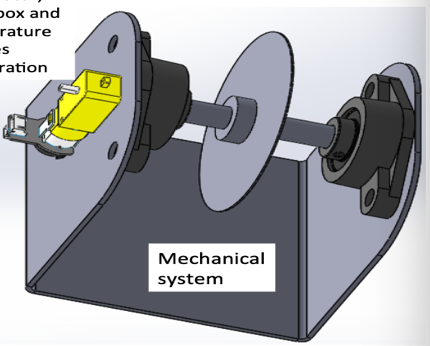 box and
rature
es
ration
Mechanical
system